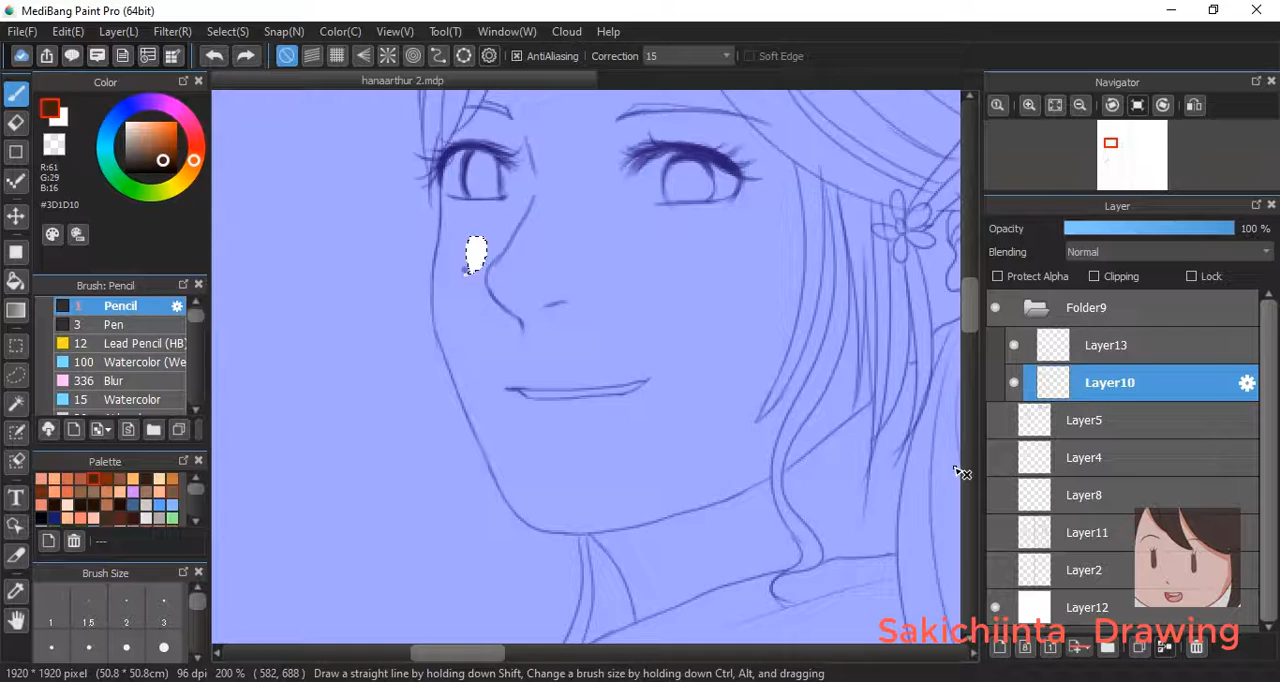 MediBang Paint Pro (64bit)
File(F) Edit(E) Layer(L) Filter(R) Select(S) Snap(N) Color(C) View(V) Tool(T) Window(W) Cloud Help
AntiAliasing Correction 15 Soft Edge
Color
hanaarthur 2.mdp
Navigator
R:61
G:29
B:16
#3D1D10
Layer
Opacity 100 %
Blending Normal
Protect Alpha Clipping Lock
Brush: Pencil
1 Pencil
3 Pen
12 Lead Pencil (HB)
100 Watercolor (We
336 Blur
15 Watercolor
Folder9
Layer13
Layer10
Layer5
Layer4
Layer8
Layer11
Layer2
Layer12
Palette
---
Brush Size
1 1.5 2 3
Sakichiinta_Drawing
1920 * 1920 pixel (50.8 * 50.8cm) 96 dpi 200 % ( 582, 688 ) Draw a straight line by holding down Shift, Change a brush size by holding down Ctrl, Alt, and dragging